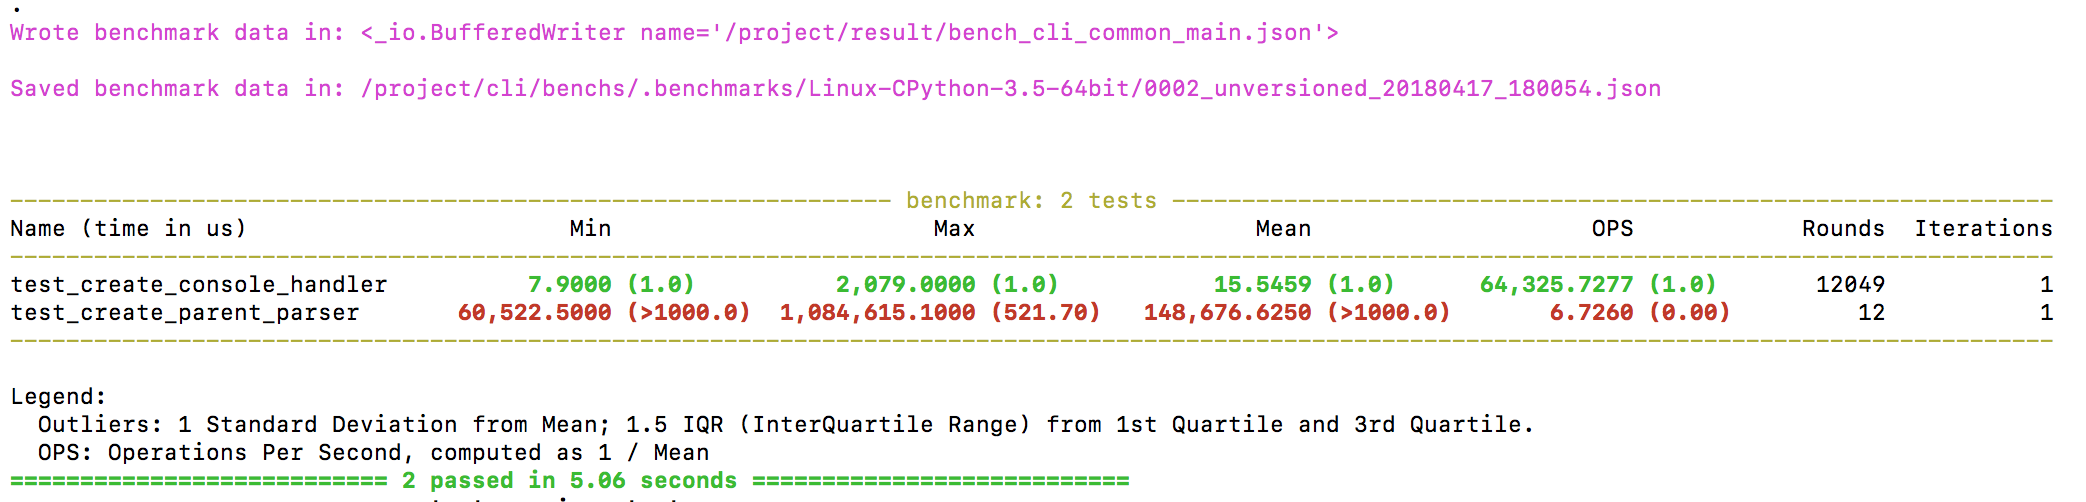 .
Wrote benchmark data in: <_io.BufferedWriter name='/project/result/bench_cli_common_main.json'>
Saved benchmark data in: /project/cli/benchs/.benchmarks/Linux-CPython-3.5-64bit/0002_unversioned_20180417_180054.json
--------------------------------------------------------------- benchmark: 2 tests ---------------------------------------------------------------
Name (time in us) Min Max Mean OPS Rounds Iterations
--------------------------------------------------------------------------------------------------------------------------------------------------
test_create_console_handler 7.9000 (1.0) 2,079.0000 (1.0) 15.5459 (1.0) 64,325.7277 (1.0) 12049 1
test_create_parent_parser 60,522.5000 (>1000.0) 1,084,615.1000 (521.70) 148,676.6250 (>1000.0) 6.7260 (0.00) 12 1
--------------------------------------------------------------------------------------------------------------------------------------------------
Legend:
Outliers: 1 Standard Deviation from Mean; 1.5 IQR (InterQuartile Range) from 1st Quartile and 3rd Quartile.
OPS: Operations Per Second, computed as 1 / Mean
=========================== 2 passed in 5.06 seconds ===========================